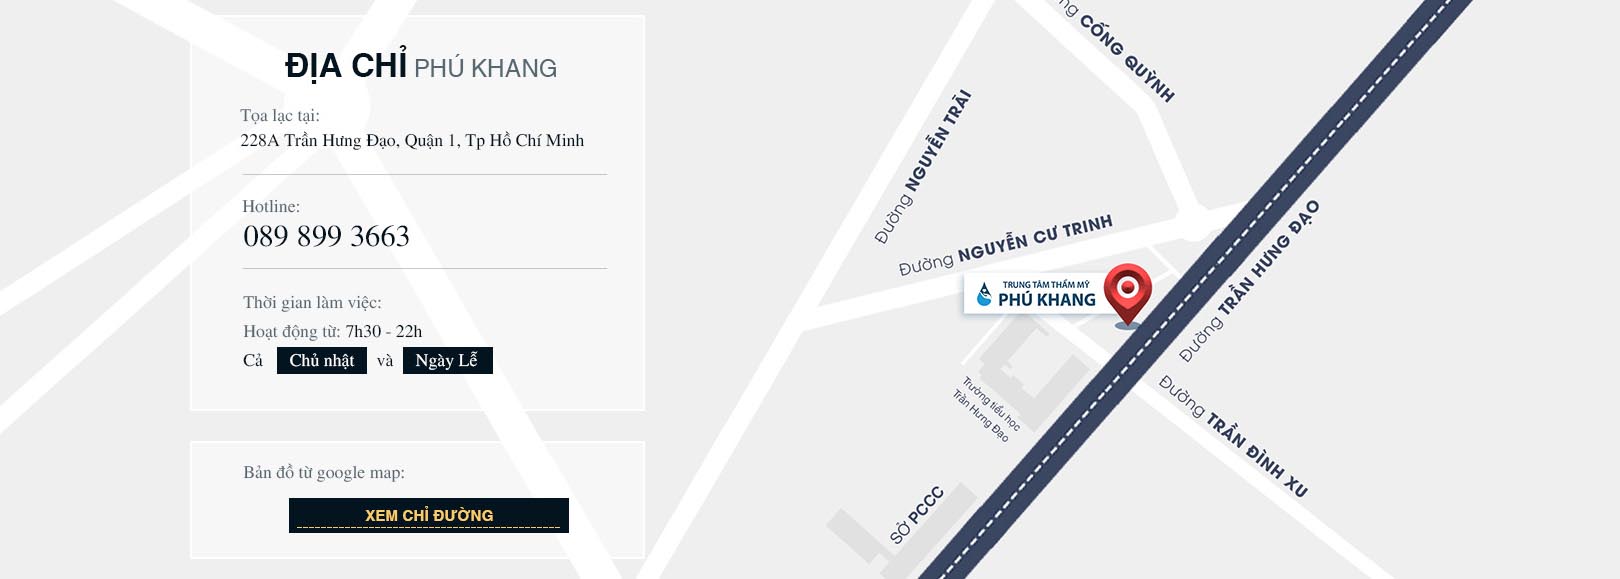 ĐỊA CHỈ PHÚ KHANG
Tọa lạc tại:
228A Trần Hưng Đạo, Quận 1, Tp Hồ Chí Minh
Hotline:
089 899 3663
Thời gian làm việc:
Hoạt động từ: 7h30 - 22h
Cả Chủ nhật và Ngày Lễ
Bản đồ từ google map:
XEM CHỈ ĐƯỜNG
CỐNG QUỲNH
Đường NGUYỄN TRÃI
Đường NGUYỄN CƯ TRINH
TRUNG TÂM THẨM MỸ
PHÚ KHANG
Đường TRẦN HƯNG ĐẠO
Trường tiểu học
Trần Hưng Đạo
Đường TRẦN ĐÌNH XU
SỞ PCCC